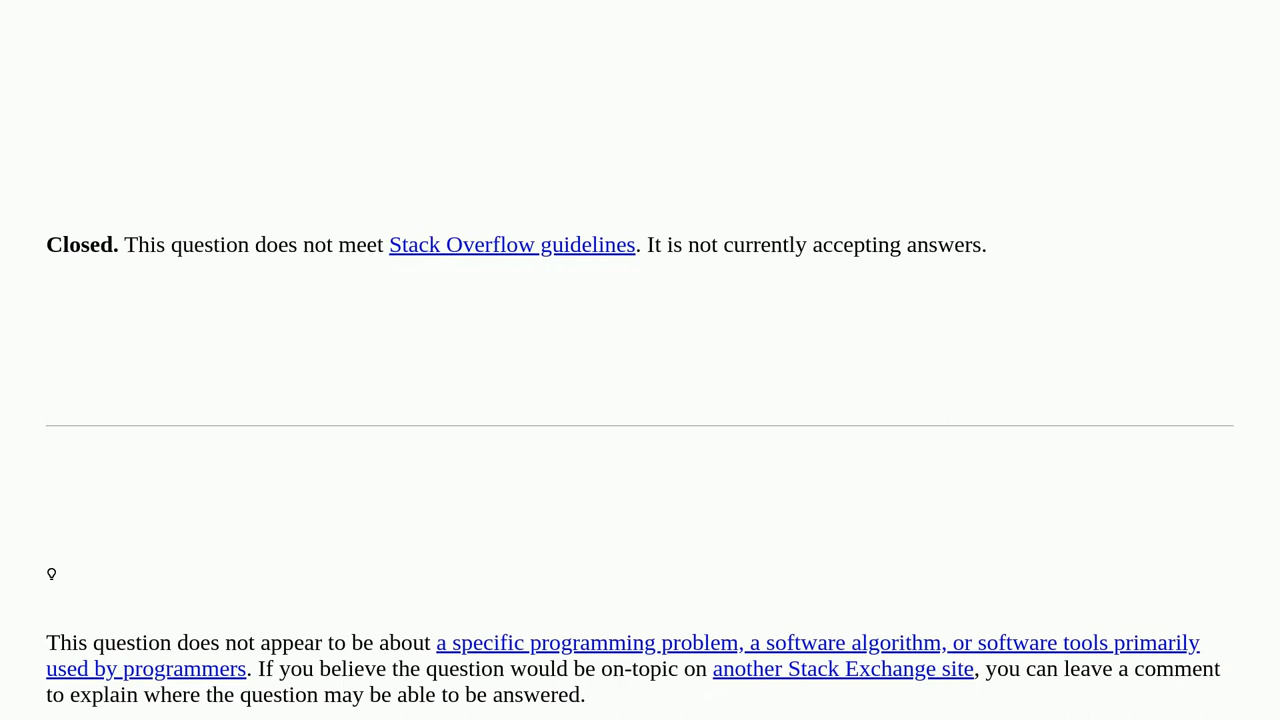 Closed. This question does not meet Stack Overflow guidelines. It is not currently accepting answers.
This question does not appear to be about a specific programming problem, a software algorithm, or software tools primarily
used by programmers. If you believe the question would be on-topic on another Stack Exchange site, you can leave a comment
to explain where the question may be able to be answered.